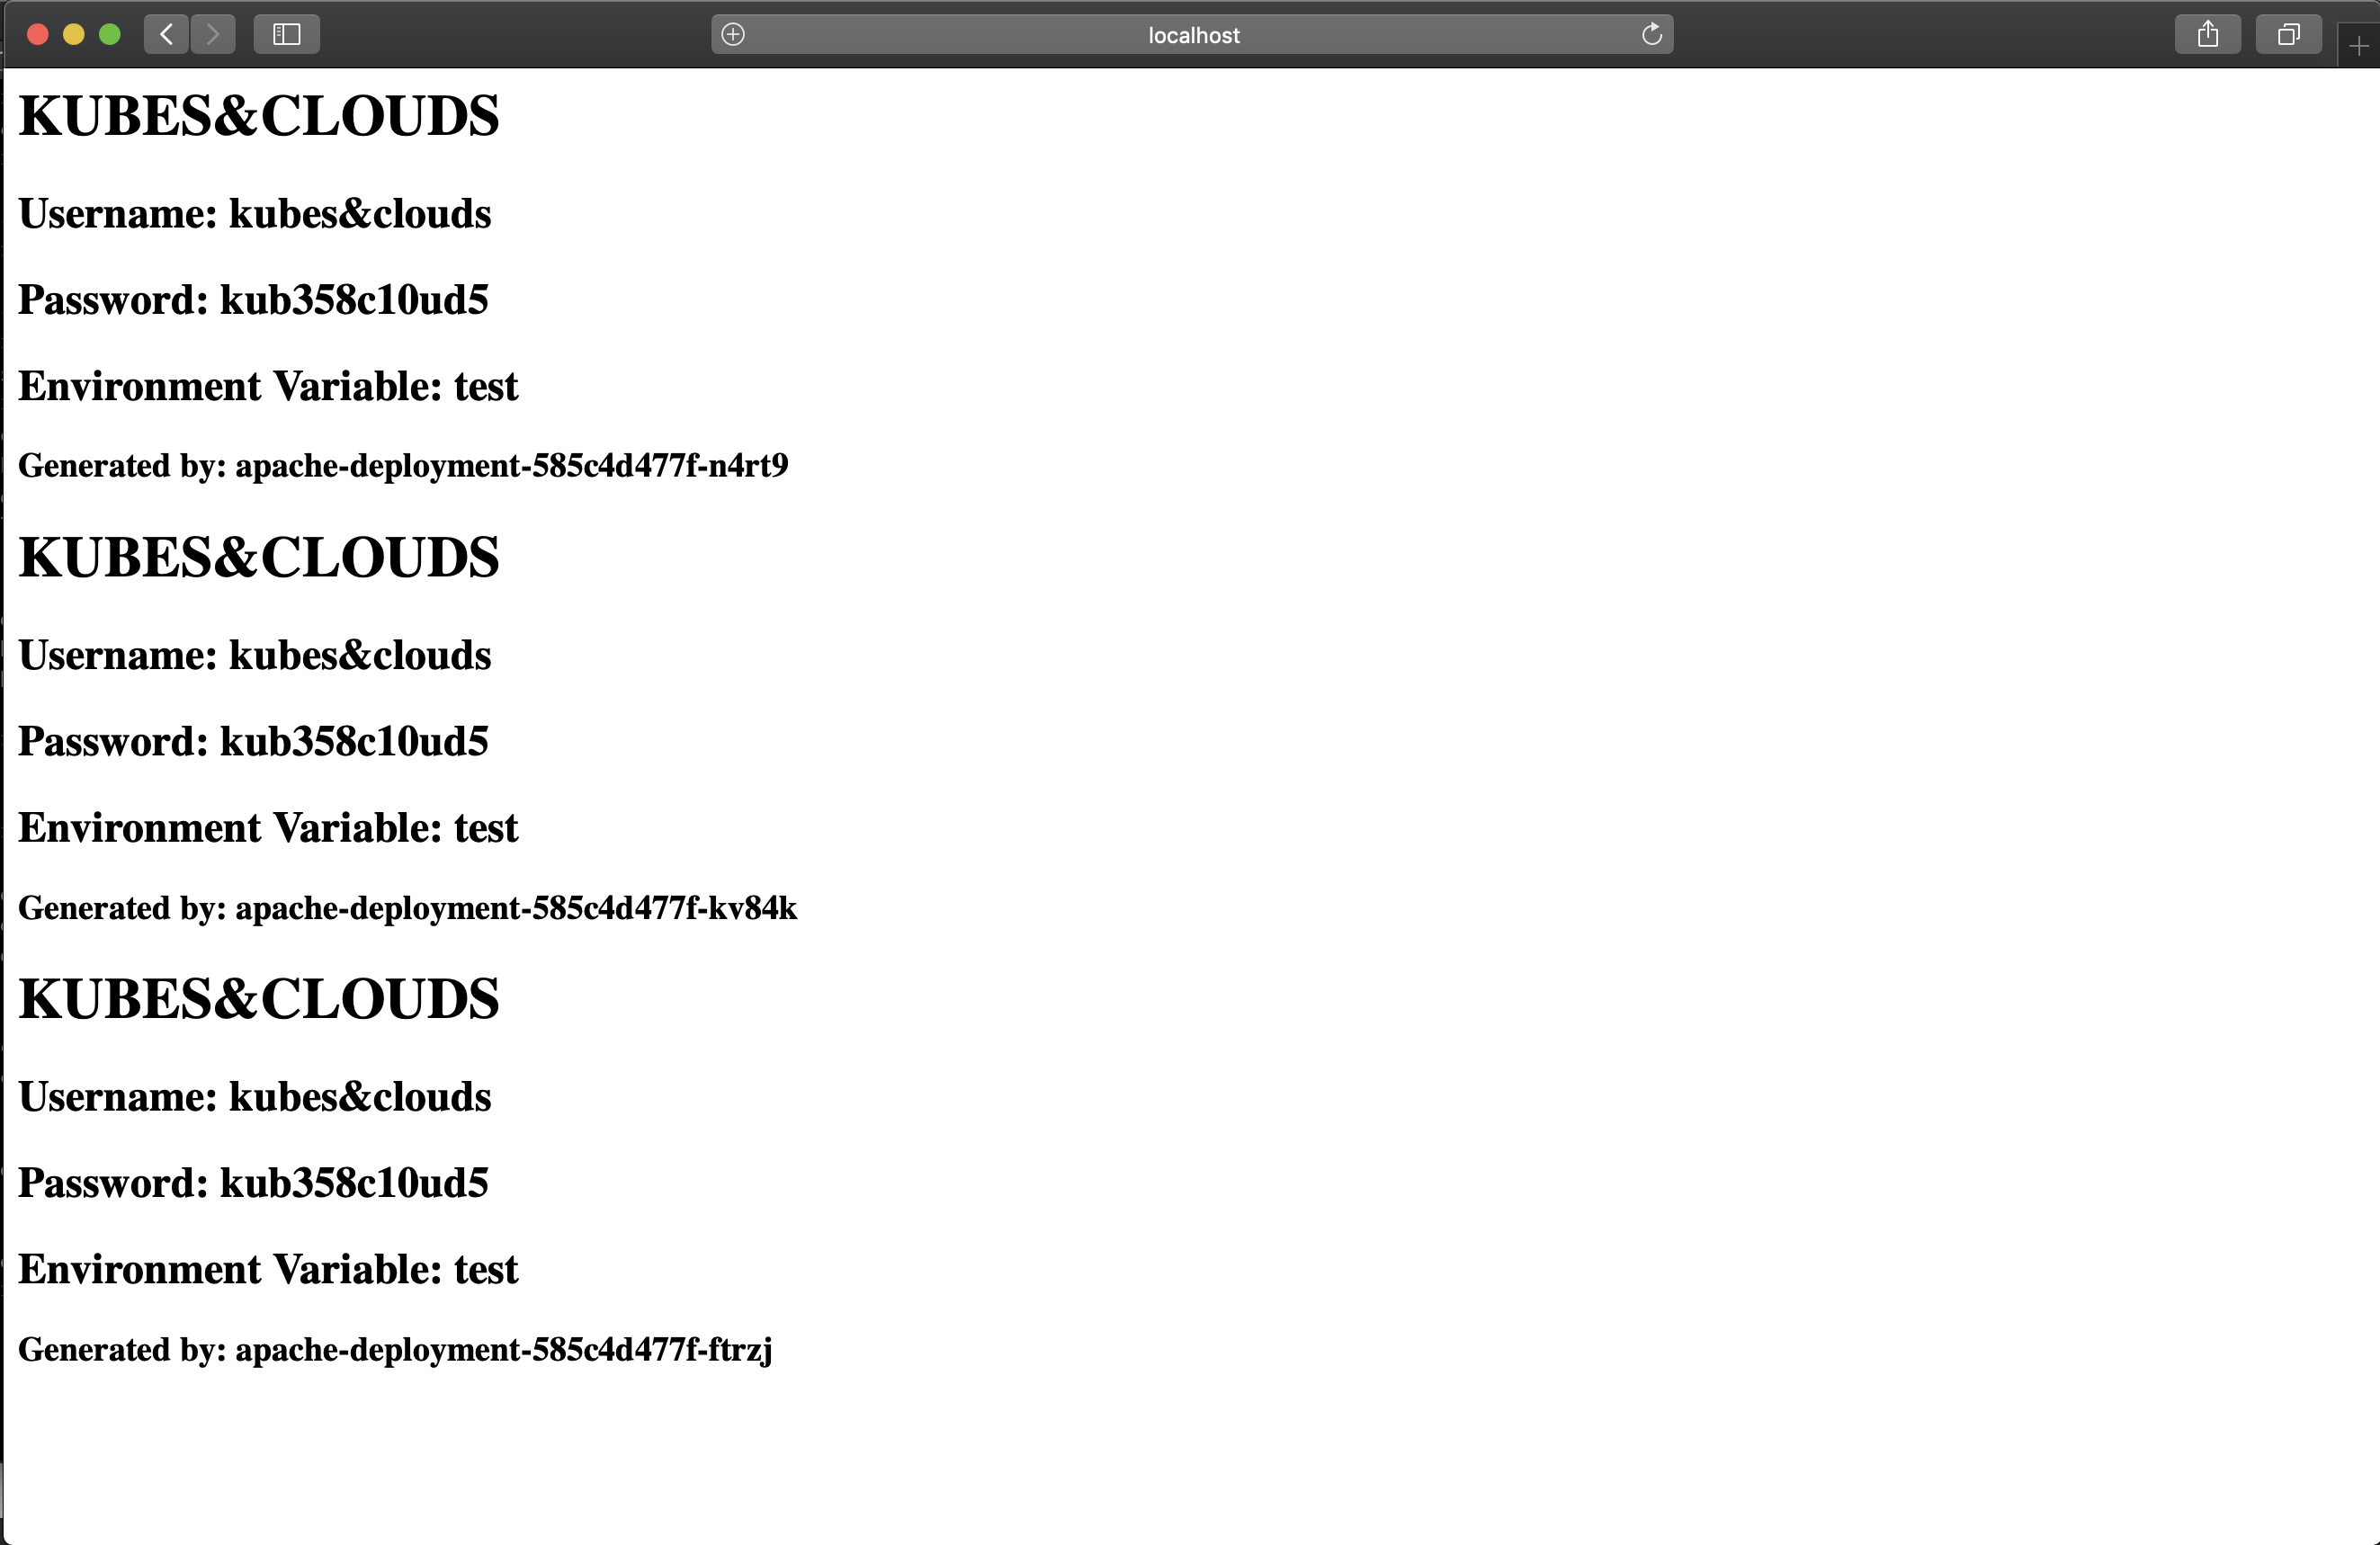 localhost
KUBES&CLOUDS
Username: kubes&clouds
Password: kub358c10ud5
Environment Variable: test
Generated by: apache-deployment-585c4d477f-n4rt9
KUBES&CLOUDS
Username: kubes&clouds
Password: kub358c10ud5
Environment Variable: test
Generated by: apache-deployment-585c4d477f-kv84k
KUBES&CLOUDS
Username: kubes&clouds
Password: kub358c10ud5
Environment Variable: test
Generated by: apache-deployment-585c4d477f-ftrzj